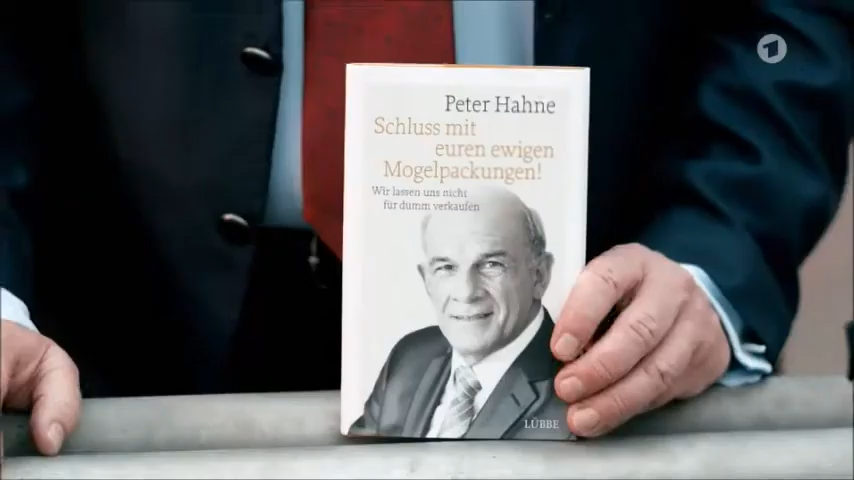 1
Peter Hahne
Schluss mit
euren ewigen
Mogelpackungen!
Wir lassen uns nicht
für dumm verkaufen
LÜBBE